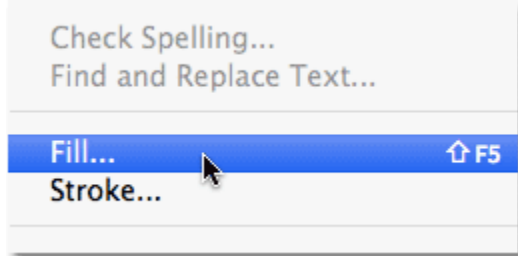 Check Spelling...
Find and Replace Text...
Fill... ⇧F5
Stroke...